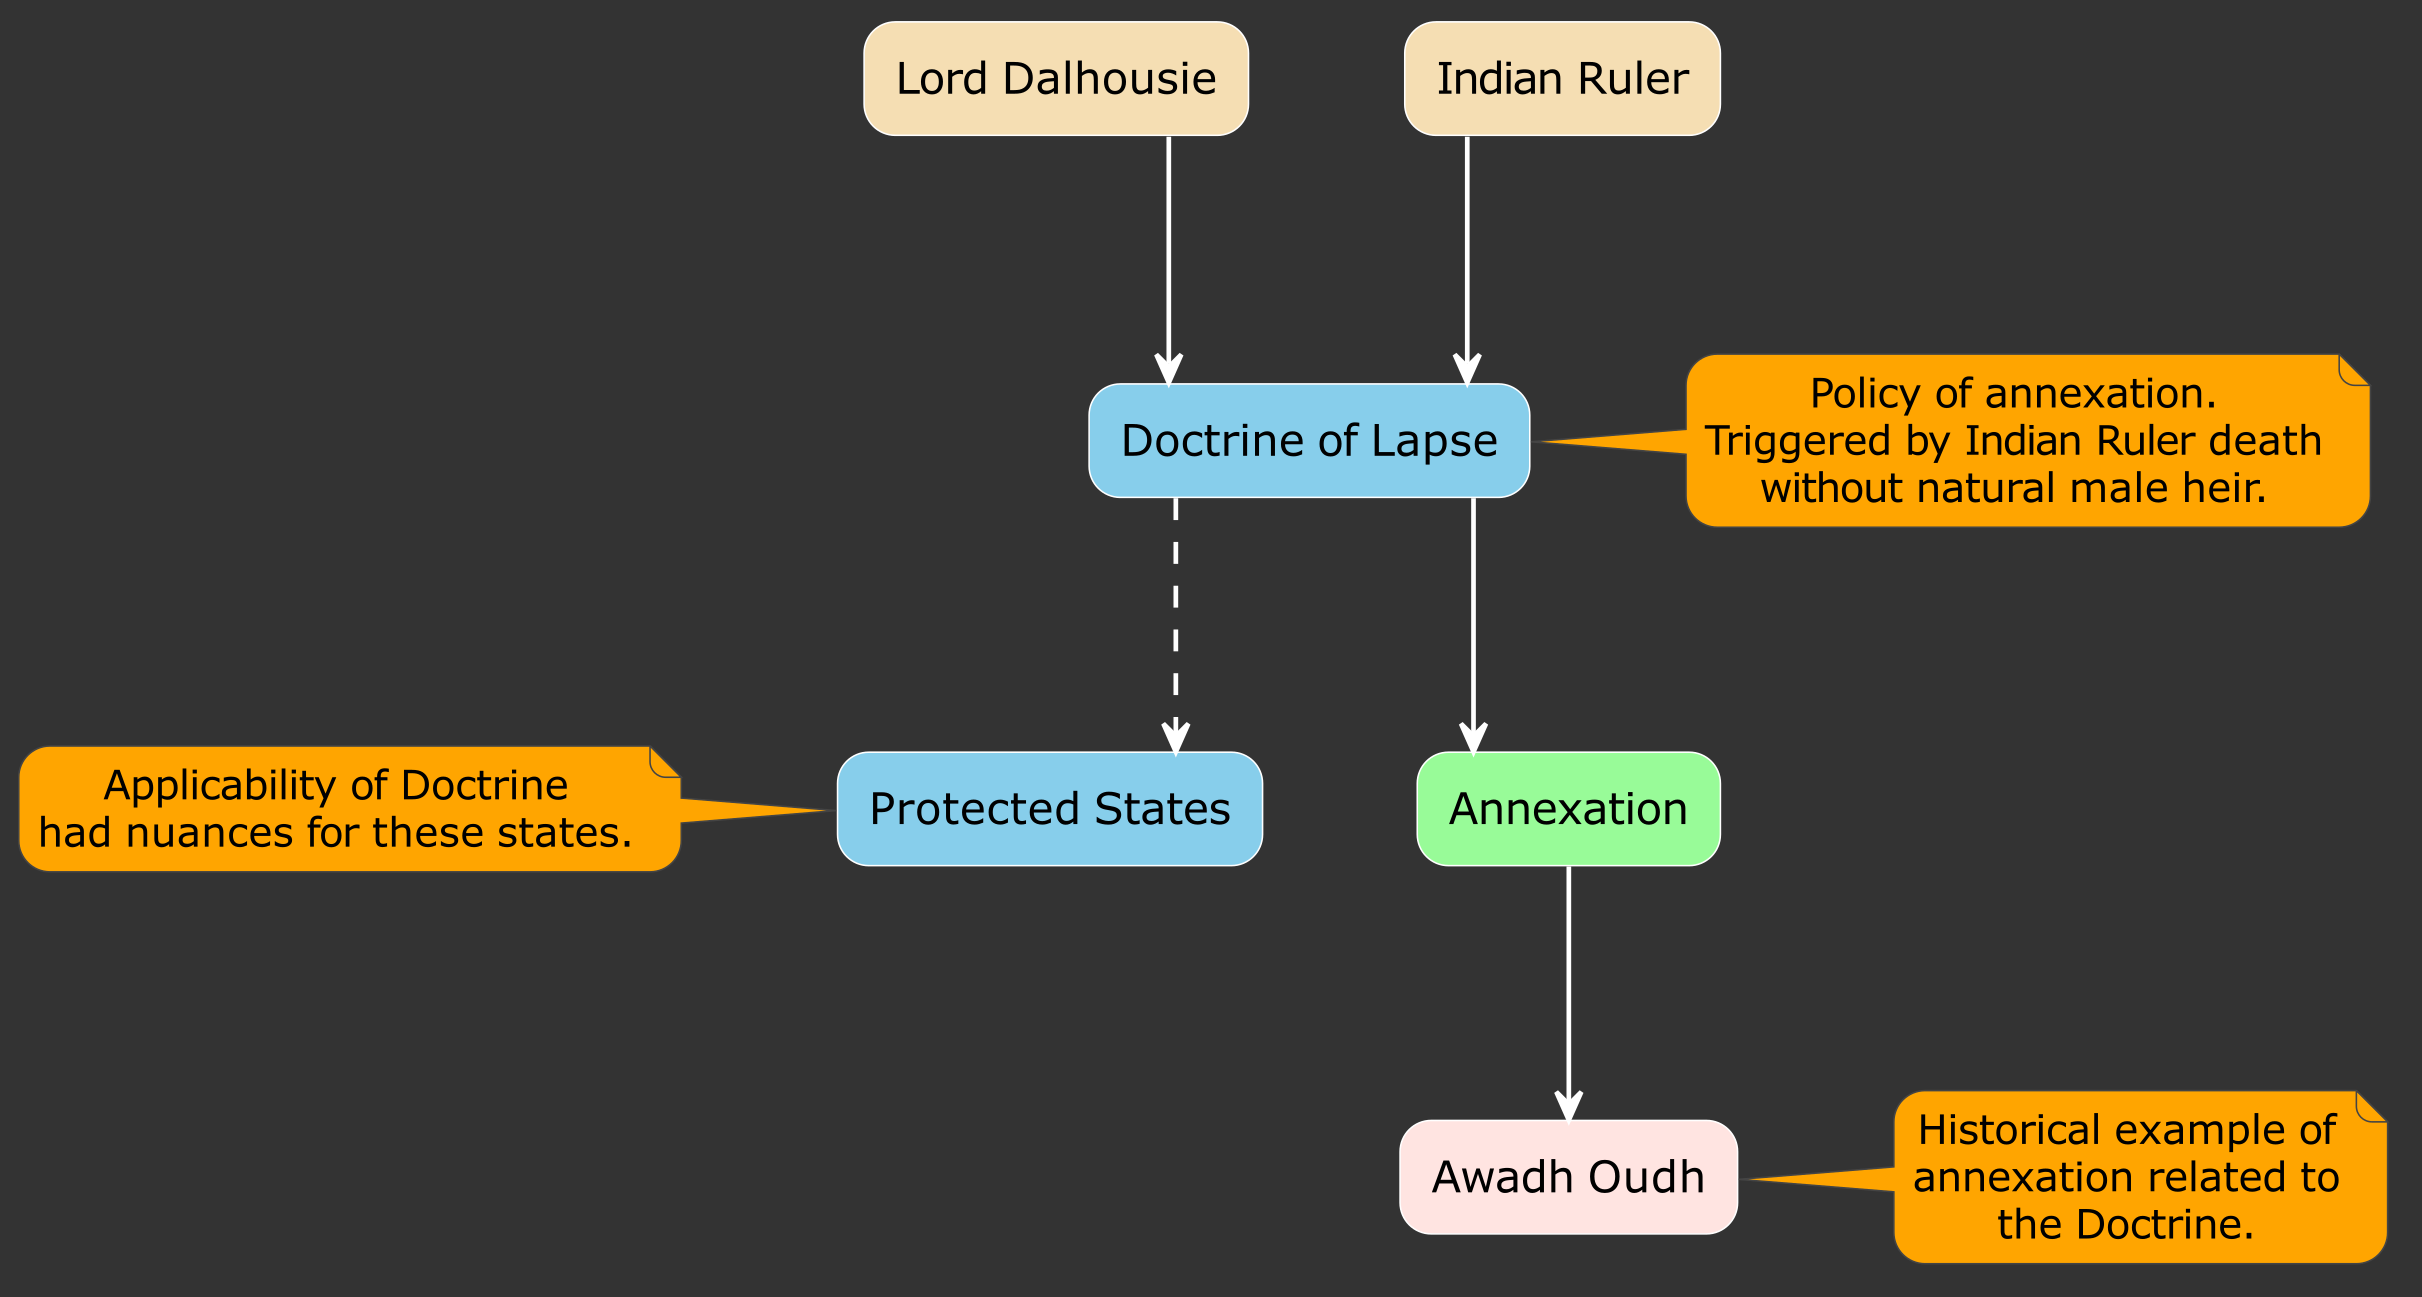 Lord Dalhousie
Indian Ruler
Doctrine of Lapse
Policy of annexation.
Triggered by Indian Ruler death
without natural male heir.
Applicability of Doctrine
had nuances for these states.
Protected States
Annexation
Awadh Oudh
Historical example of
annexation related to
the Doctrine.